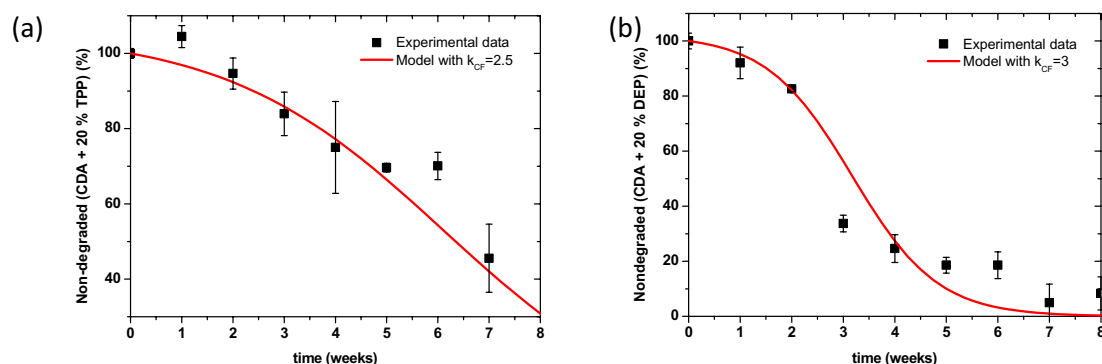 (a)
Non-degraded (CDA + 20 % TPP) (%)
100
80
60
40
Experimental data
Model with k_CF=2.5
0 1 2 3 4 5 6 7 8
time (weeks)
(b)
Nondegraded (CDA + 20 % DEP) (%)
100
80
60
40
20
0
Experimental data
Model with k_CF=3
0 1 2 3 4 5 6 7 8
time (weeks)